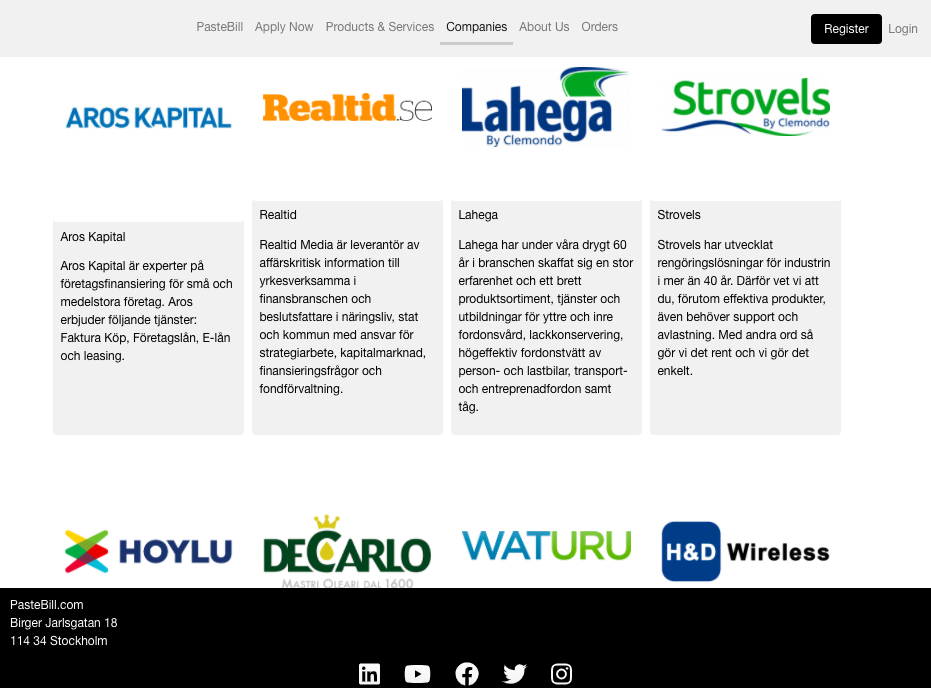 PasteBill Apply Now Products & Services Companies About Us Orders Register Login
AROS KAPITAL
Realtid.se
Lahega
By Clemondo
Strovels
By Clemondo
Aros Kapital
Aros Kapital är experter på
företagsfinansiering för små och
medelstora företag. Aros
erbjuder följande tjänster:
Faktura Köp, Företagslån, E-lån
och leasing.
Realtid
Realtid Media är leverantör av
affärskritisk information till
yrkesverksamma i
finansbranschen och
beslutsfattare i näringsliv, stat
och kommun med ansvar för
strategiarbete, kapitalmarknad,
finansieringsfrågor och
fondförvaltning.
Lahega
Lahega har under våra drygt 60
år i branschen skaffat sig en stor
erfarenhet och ett brett
produktsortiment, tjänster och
utbildningar för yttre och inre
fordonsvård, lackkonservering,
högeffektiv fordonstvätt av
person- och lastbilar, transport-
och entreprenadfordon samt
tåg.
Strovels
Strovels har utvecklat
rengöringslösningar för industrin
i mer än 40 år. Därför vet vi att
du, förutom effektiva produkter,
även behöver support och
avlastning. Med andra ord så
gör vi det rent och vi gör det
enkelt.
HOYLU
DECARLO
MASTRI OLEARI DAL 1600
WATURU
H&D Wireless
PasteBill.com
Birger Jarlsgatan 18
114 34 Stockholm